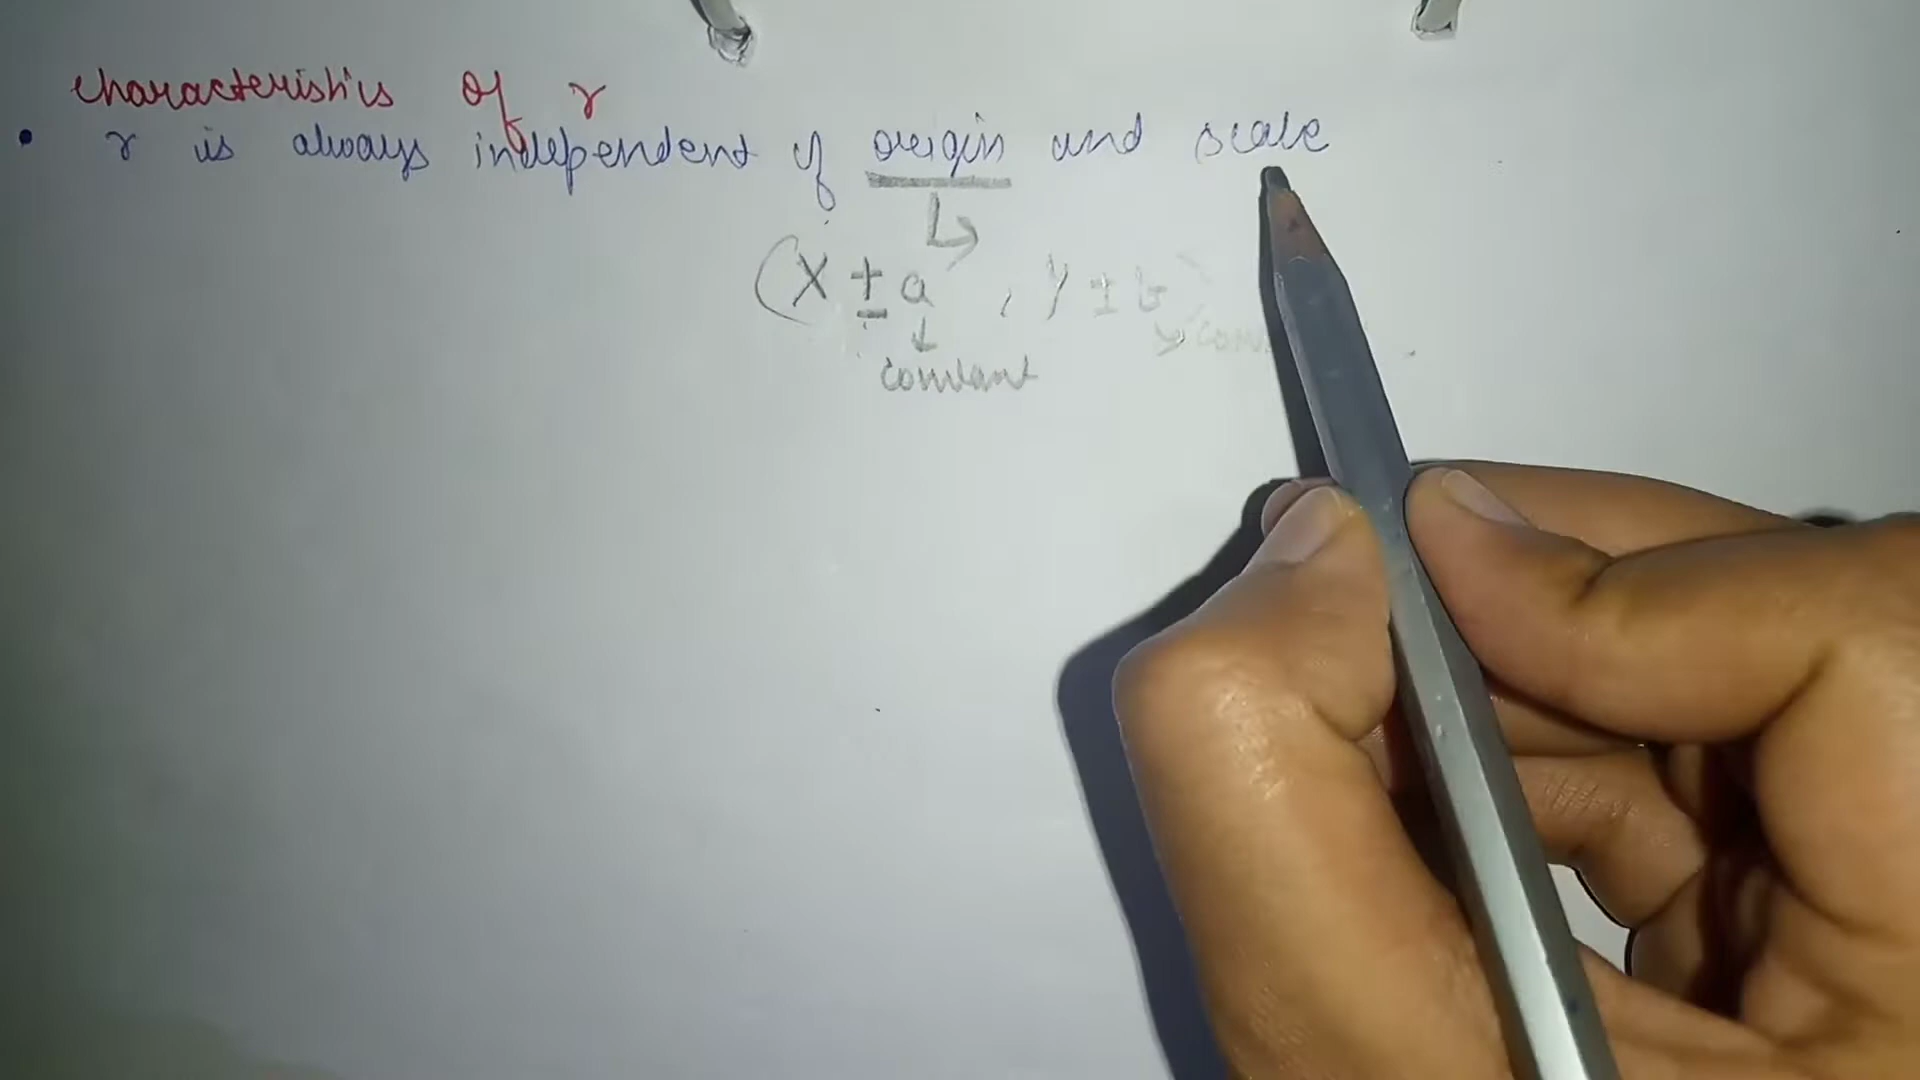 characteristics of r
• r is always independent of origin and scale
(X ± a , Y ± b)
constant